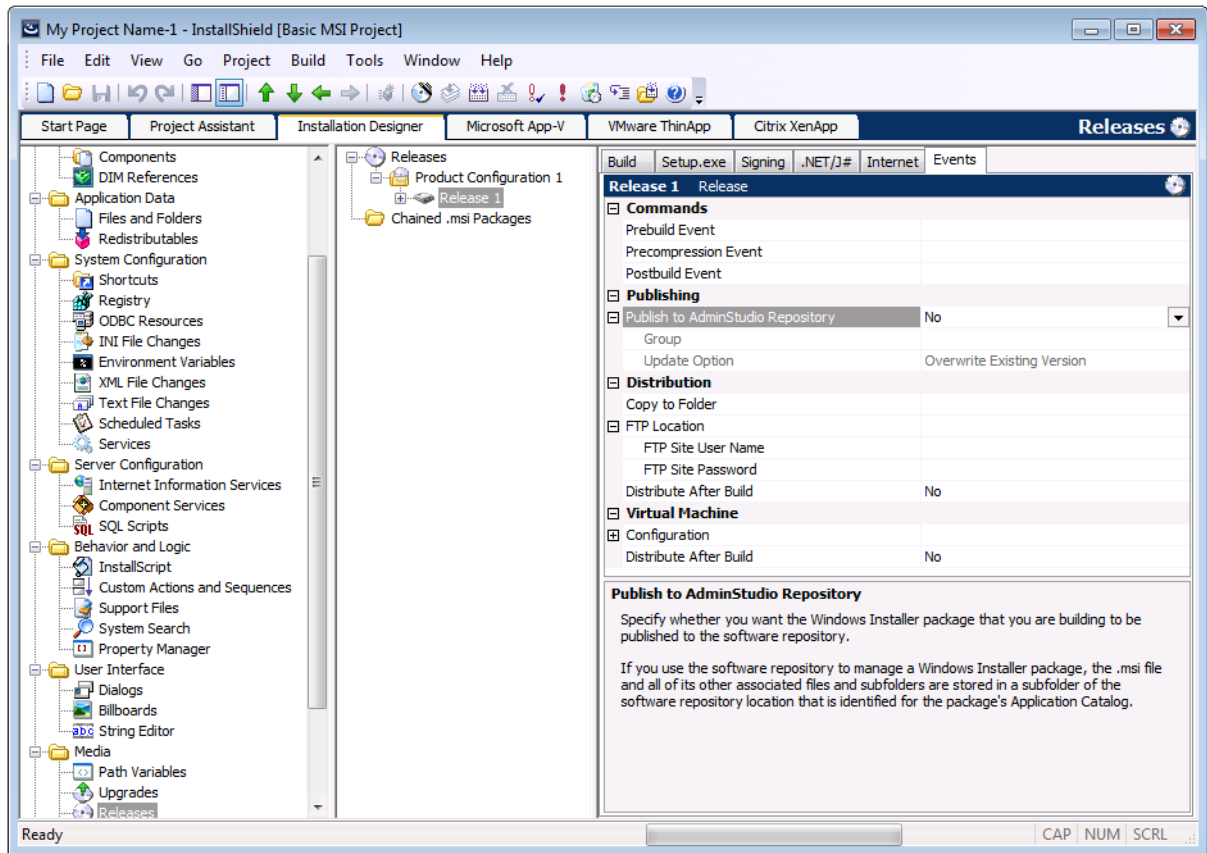 My Project Name-1 - InstallShield [Basic MSI Project]
File Edit View Go Project Build Tools Window Help
Start Page Project Assistant Installation Designer Microsoft App-V VMware ThinApp Citrix XenApp Releases
Components
DIM References
Application Data
Files and Folders
Redistributables
System Configuration
Shortcuts
Registry
ODBC Resources
INI File Changes
Environment Variables
XML File Changes
Text File Changes
Scheduled Tasks
Services
Server Configuration
Internet Information Services
Component Services
SQL Scripts
Behavior and Logic
InstallScript
Custom Actions and Sequences
Support Files
System Search
Property Manager
User Interface
Dialogs
Billboards
String Editor
Media
Path Variables
Upgrades
Releases
Releases
Product Configuration 1
Release 1
Chained .msi Packages
Build Setup.exe Signing .NET/J# Internet Events
Release 1 Release
Commands
Prebuild Event
Precompression Event
Postbuild Event
Publishing
Publish to AdminStudio Repository No
Group
Update Option Overwrite Existing Version
Distribution
Copy to Folder
FTP Location
FTP Site User Name
FTP Site Password
Distribute After Build No
Virtual Machine
Configuration
Distribute After Build No
Publish to AdminStudio Repository
Specify whether you want the Windows Installer package that you are building to be
published to the software repository.
If you use the software repository to manage a Windows Installer package, the .msi file
and all of its other associated files and subfolders are stored in a subfolder of the
software repository location that is identified for the package's Application Catalog.
Ready CAP NUM SCRL